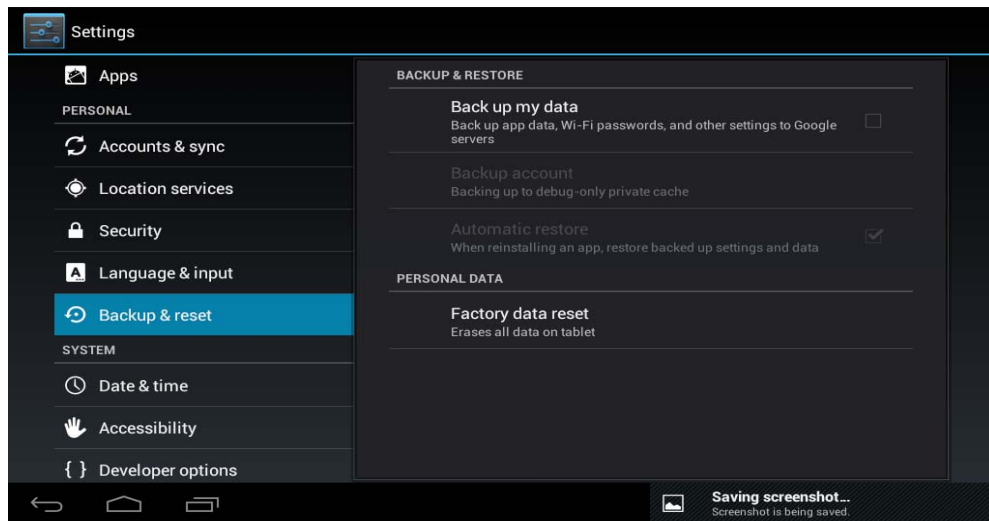 Settings
Apps
PERSONAL
Accounts & sync
Location services
Security
Language & input
Backup & reset
SYSTEM
Date & time
Accessibility
{ } Developer options
BACKUP & RESTORE
Back up my data
Back up app data, Wi-Fi passwords, and other settings to Google
servers
Backup account
Backing up to debug-only private cache
Automatic restore
When reinstalling an app, restore backed up settings and data
PERSONAL DATA
Factory data reset
Erases all data on tablet
Saving screenshot...
Screenshot is being saved.